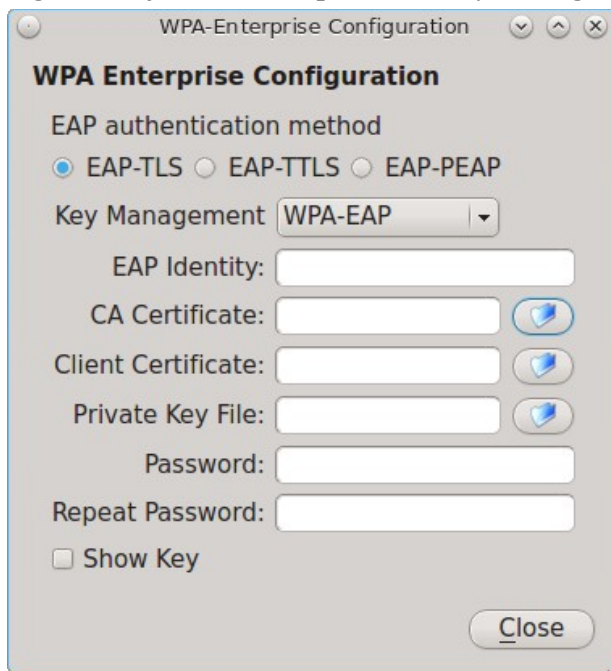 WPA-Enterprise Configuration
WPA Enterprise Configuration
EAP authentication method
EAP-TLS EAP-TTLS EAP-PEAP
Key Management WPA-EAP
EAP Identity:
CA Certificate:
Client Certificate:
Private Key File:
Password:
Repeat Password:
Show Key
Close